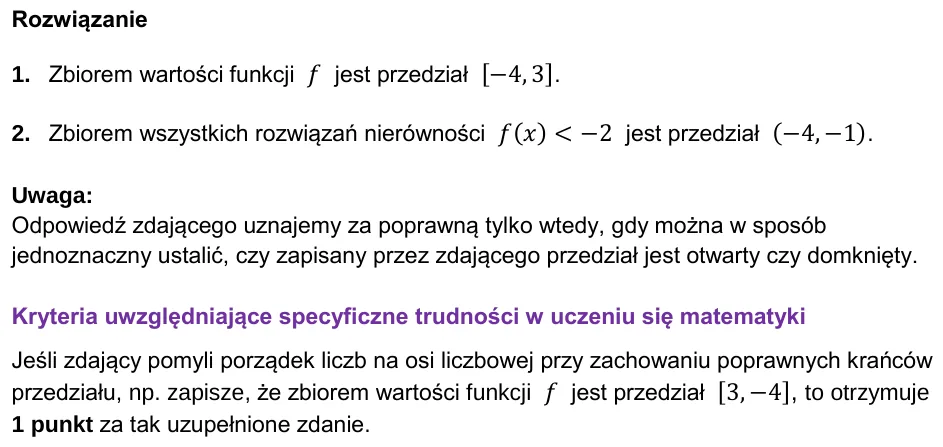 Rozwiązanie
1. Zbiorem wartości funkcji f jest przedział [−4, 3].
2. Zbiorem wszystkich rozwiązań nierówności f(x) < −2 jest przedział (−4, −1).
Uwaga:
Odpowiedź zdającego uznajemy za poprawną tylko wtedy, gdy można w sposób
jednoznaczny ustalić, czy zapisany przez zdającego przedział jest otwarty czy domknięty.
Kryteria uwzględniające specyficzne trudności w uczeniu się matematyki
Jeśli zdający pomyli porządek liczb na osi liczbowej przy zachowaniu poprawnych krańców
przedziału, np. zapisze, że zbiorem wartości funkcji f jest przedział [3, −4], to otrzymuje
1 punkt za tak uzupełnione zdanie.